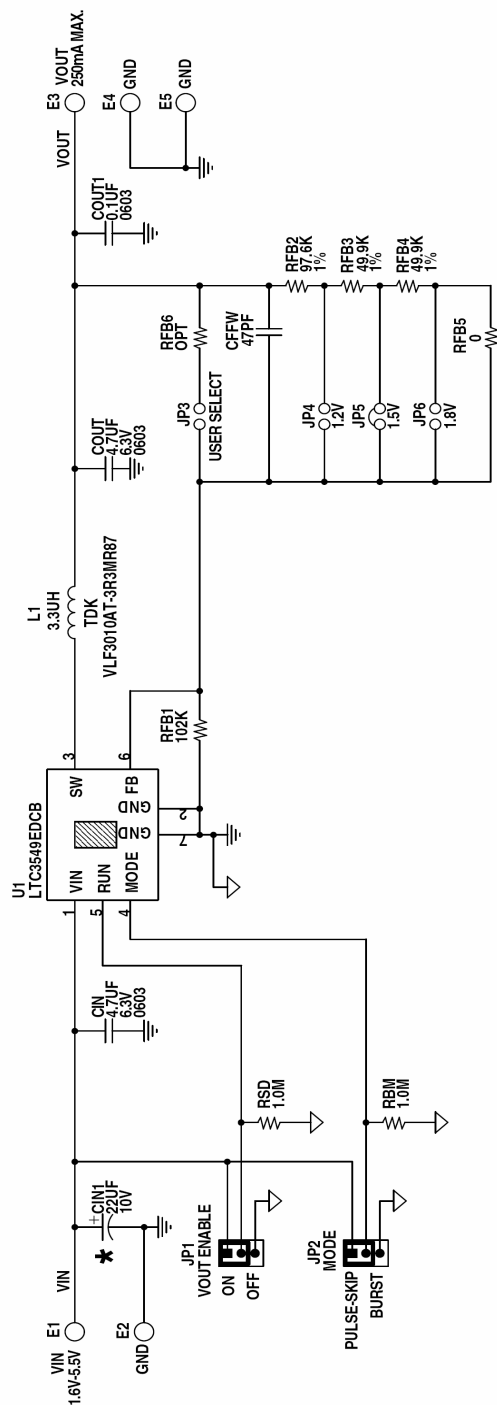 E1
VIN
1.6V-5.5V
VIN
E2
GND
*
+
CIN1
22UF
10V
JP1
VOUT ENABLE
ON
OFF
JP2
MODE
PULSE-SKIP
BURST
RSD
1.0M
RBM
1.0M
CIN
4.7UF
6.3V
0603
U1
LTC3549EDCB
1
VIN
5
RUN
4
MODE
3
SW
6
FB
GND
2
GND
7
RFB1
102K
L1
3.3UH
TDK
VLF3010AT-3R3MR87
COUT
4.7UF
6.3V
0603
COUT1
0.1UF
0603
VOUT
E3
VOUT
250mA MAX.
E4
GND
E5
GND
JP3
USER SELECT
RFB6
OPT
CFFW
47PF
JP4
1.2V
RFB2
97.6K
1%
JP5
1.5V
RFB3
49.9K
1%
JP6
1.8V
RFB4
49.9K
1%
RFB5
0